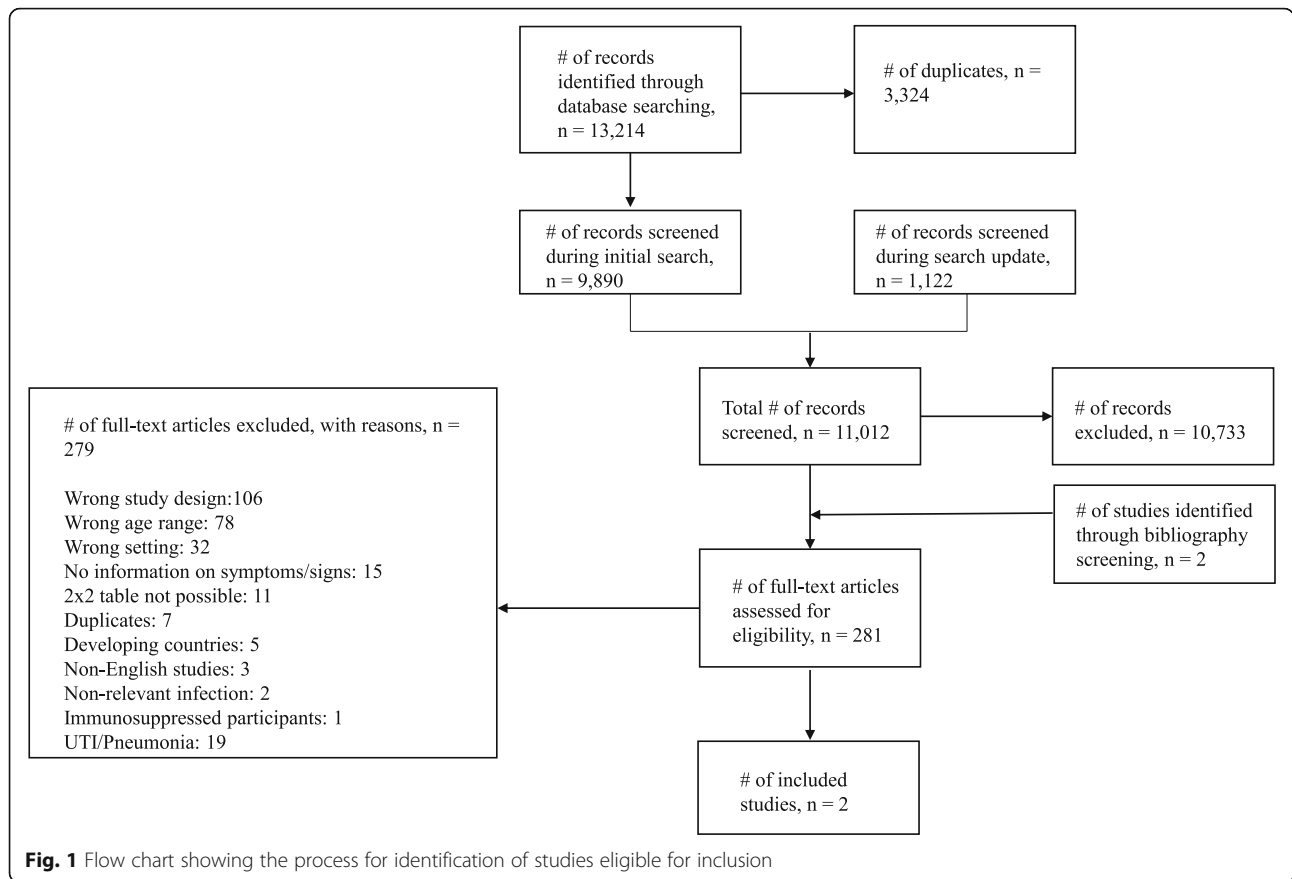 # of records
identified through
database searching,
n = 13,214
# of duplicates, n =
3,324
# of records screened
during initial search,
n = 9,890
# of records screened
during search update,
n = 1,122
Total # of records
screened, n = 11,012
# of records
excluded, n = 10,733
# of studies identified
through bibliography
screening, n = 2
# of full-text articles
assessed for
eligibility, n = 281
# of full-text articles excluded, with reasons, n =
279
Wrong study design:106
Wrong age range: 78
Wrong setting: 32
No information on symptoms/signs: 15
2x2 table not possible: 11
Duplicates: 7
Developing countries: 5
Non-English studies: 3
Non-relevant infection: 2
Immunosuppressed participants: 1
UTI/Pneumonia: 19
# of included
studies, n = 2
Fig. 1 Flow chart showing the process for identification of studies eligible for inclusion